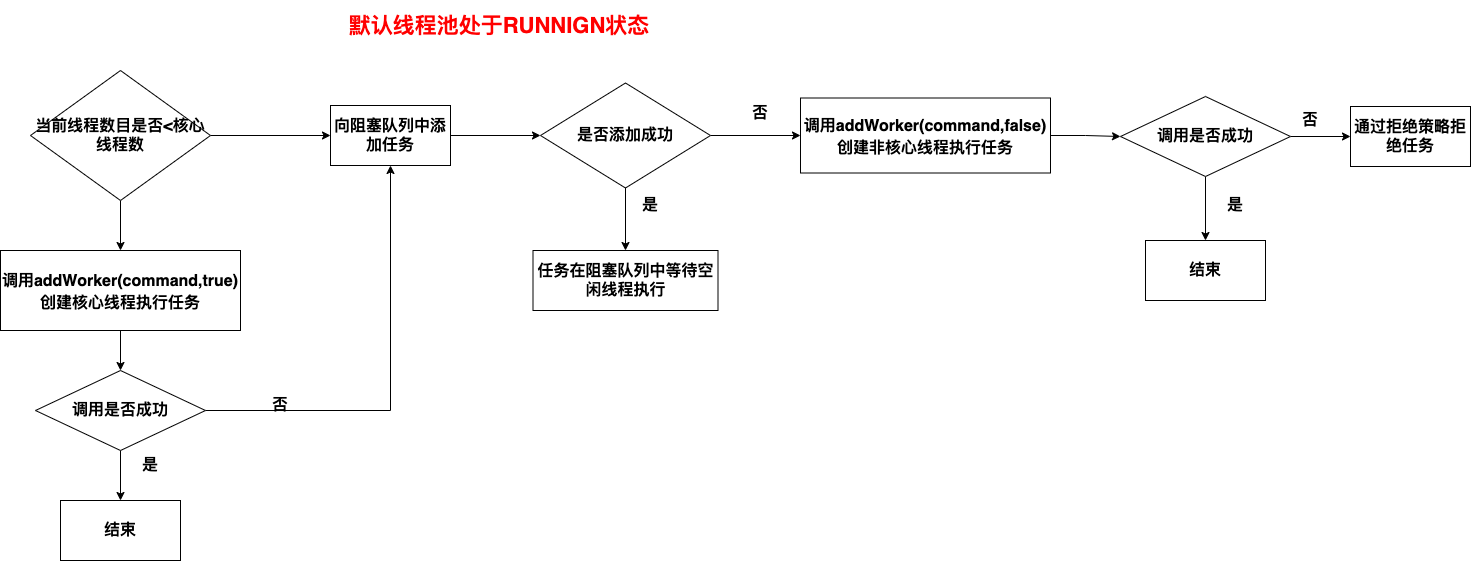 默认线程池处于RUNNIGN状态
当前线程数目是否<核心
线程数
向阻塞队列中添
加任务
是否添加成功
否
调用addWorker(command,false)
创建非核心线程执行任务
调用是否成功
否
通过拒绝策略拒
绝任务
是
任务在阻塞队列中等待空
闲线程执行
是
结束
调用addWorker(command,true)
创建核心线程执行任务
调用是否成功
否
是
结束